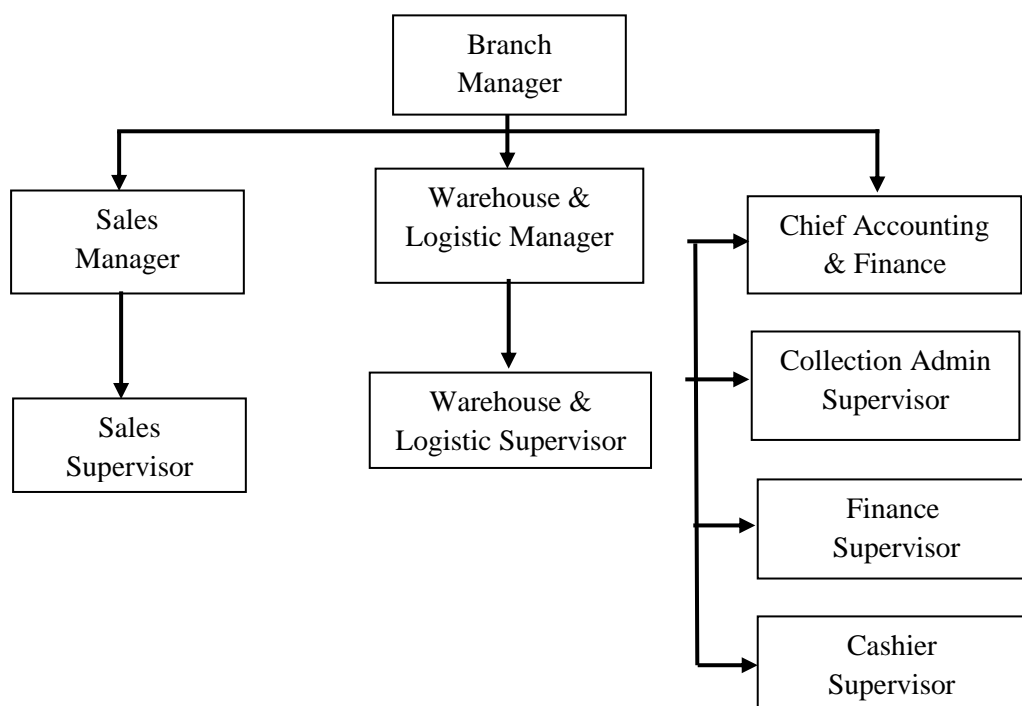 Branch
Manager
Sales
Manager
Warehouse &
Logistic Manager
Chief Accounting
& Finance
Sales
Supervisor
Warehouse &
Logistic Supervisor
Collection Admin
Supervisor
Finance
Supervisor
Cashier
Supervisor